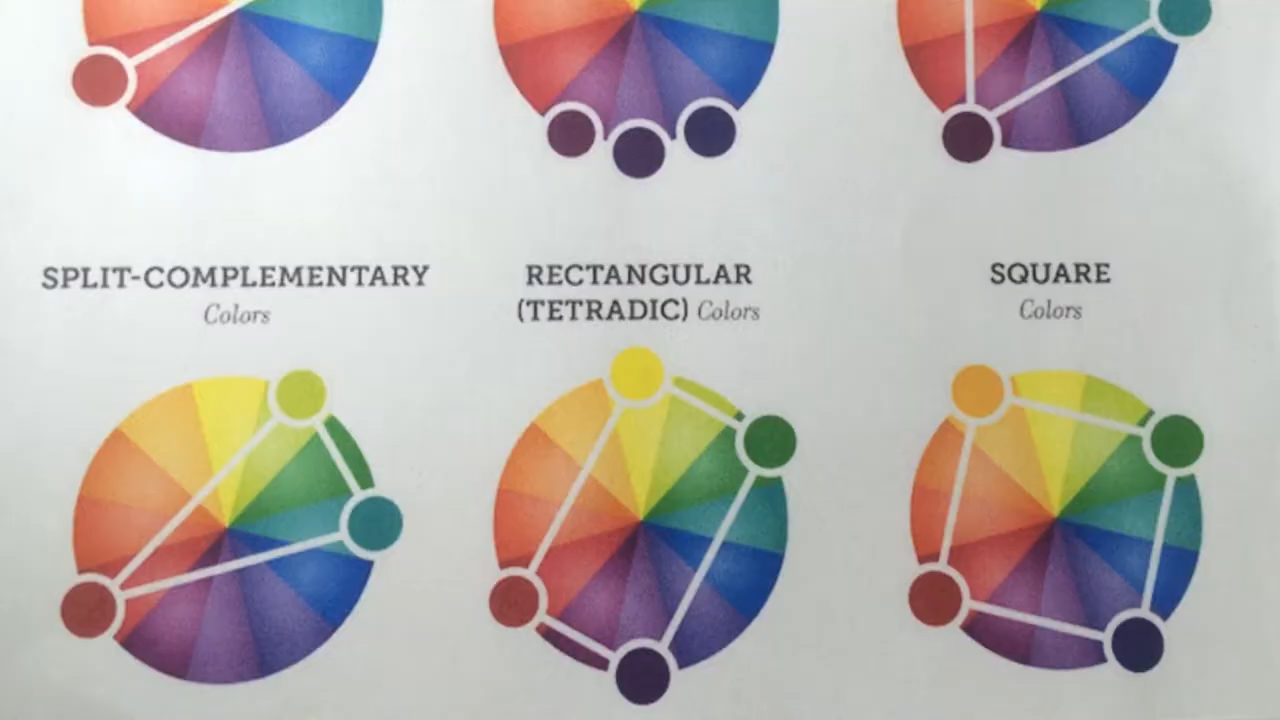 SPLIT-COMPLEMENTARY
Colors
RECTANGULAR
(TETRADIC) Colors
SQUARE
Colors